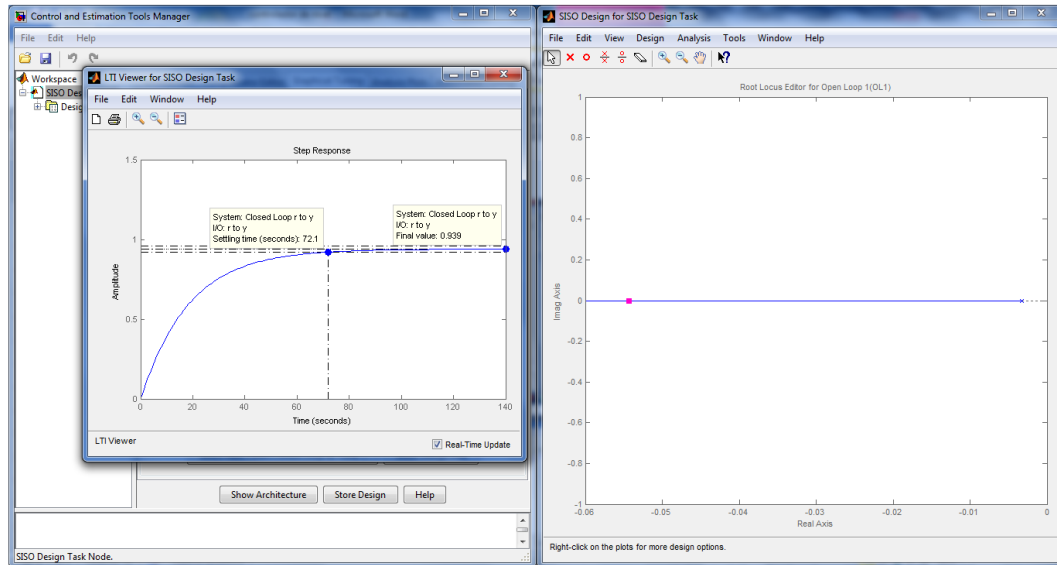 Control and Estimation Tools Manager
File Edit Help
Workspace
SISO Des
Desig
LTI Viewer for SISO Design Task
File Edit Window Help
Step Response
1.5
1
0.5
0
Amplitude
System: Closed Loop r to y
I/O: r to y
Settling time (seconds): 72.1
System: Closed Loop r to y
I/O: r to y
Final value: 0.939
0 20 40 60 80 100 120 140
Time (seconds)
LTI Viewer
Real-Time Update
Show Architecture Store Design Help
SISO Design Task Node.
SISO Design for SISO Design Task
File Edit View Design Analysis Tools Window Help
Root Locus Editor for Open Loop 1(OL1)
1
0.8
0.6
0.4
0.2
0
-0.2
-0.4
-0.6
-0.8
-1
Imag Axis
-0.06 -0.05 -0.04 -0.03 -0.02 -0.01 0
Real Axis
Right-click on the plots for more design options.